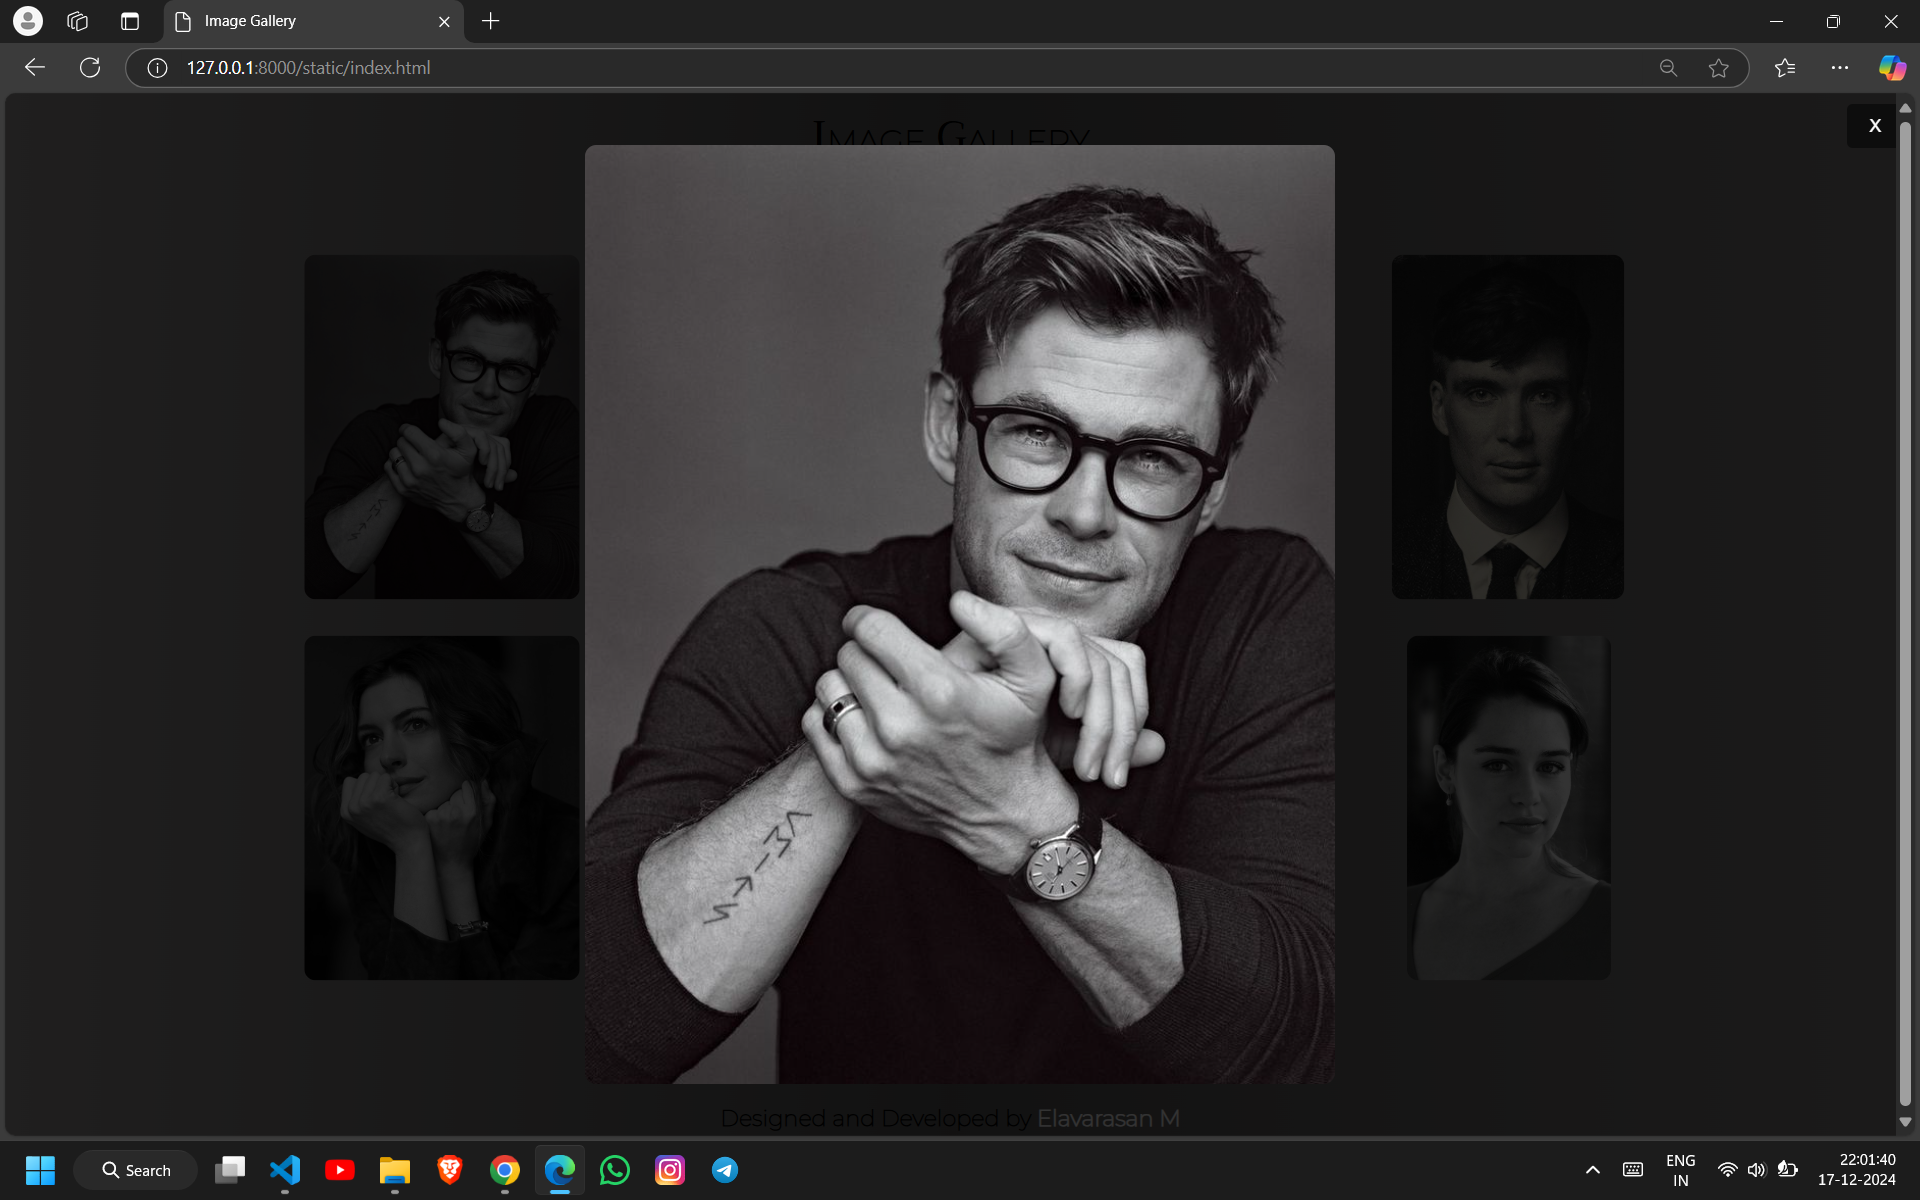 Image Gallery
127.0.0.1:8000/static/index.html
Image Gallery
X
Designed and Developed by Elavarasan M
Search
ENG
IN
22:01:40
17-12-2024